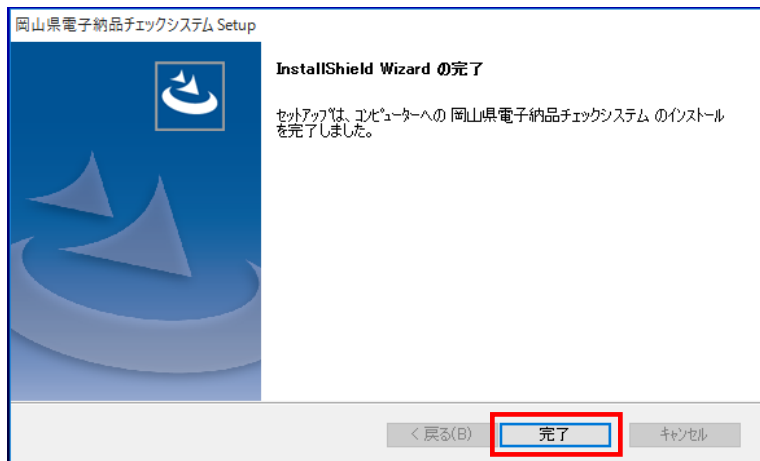 岡山県電子納品チェックシステム Setup
InstallShield Wizard の完了
セットアップは、コンピューターへの 岡山県電子納品チェックシステム のインストール
を完了しました。
< 戻る(B)
完了
キャンセル